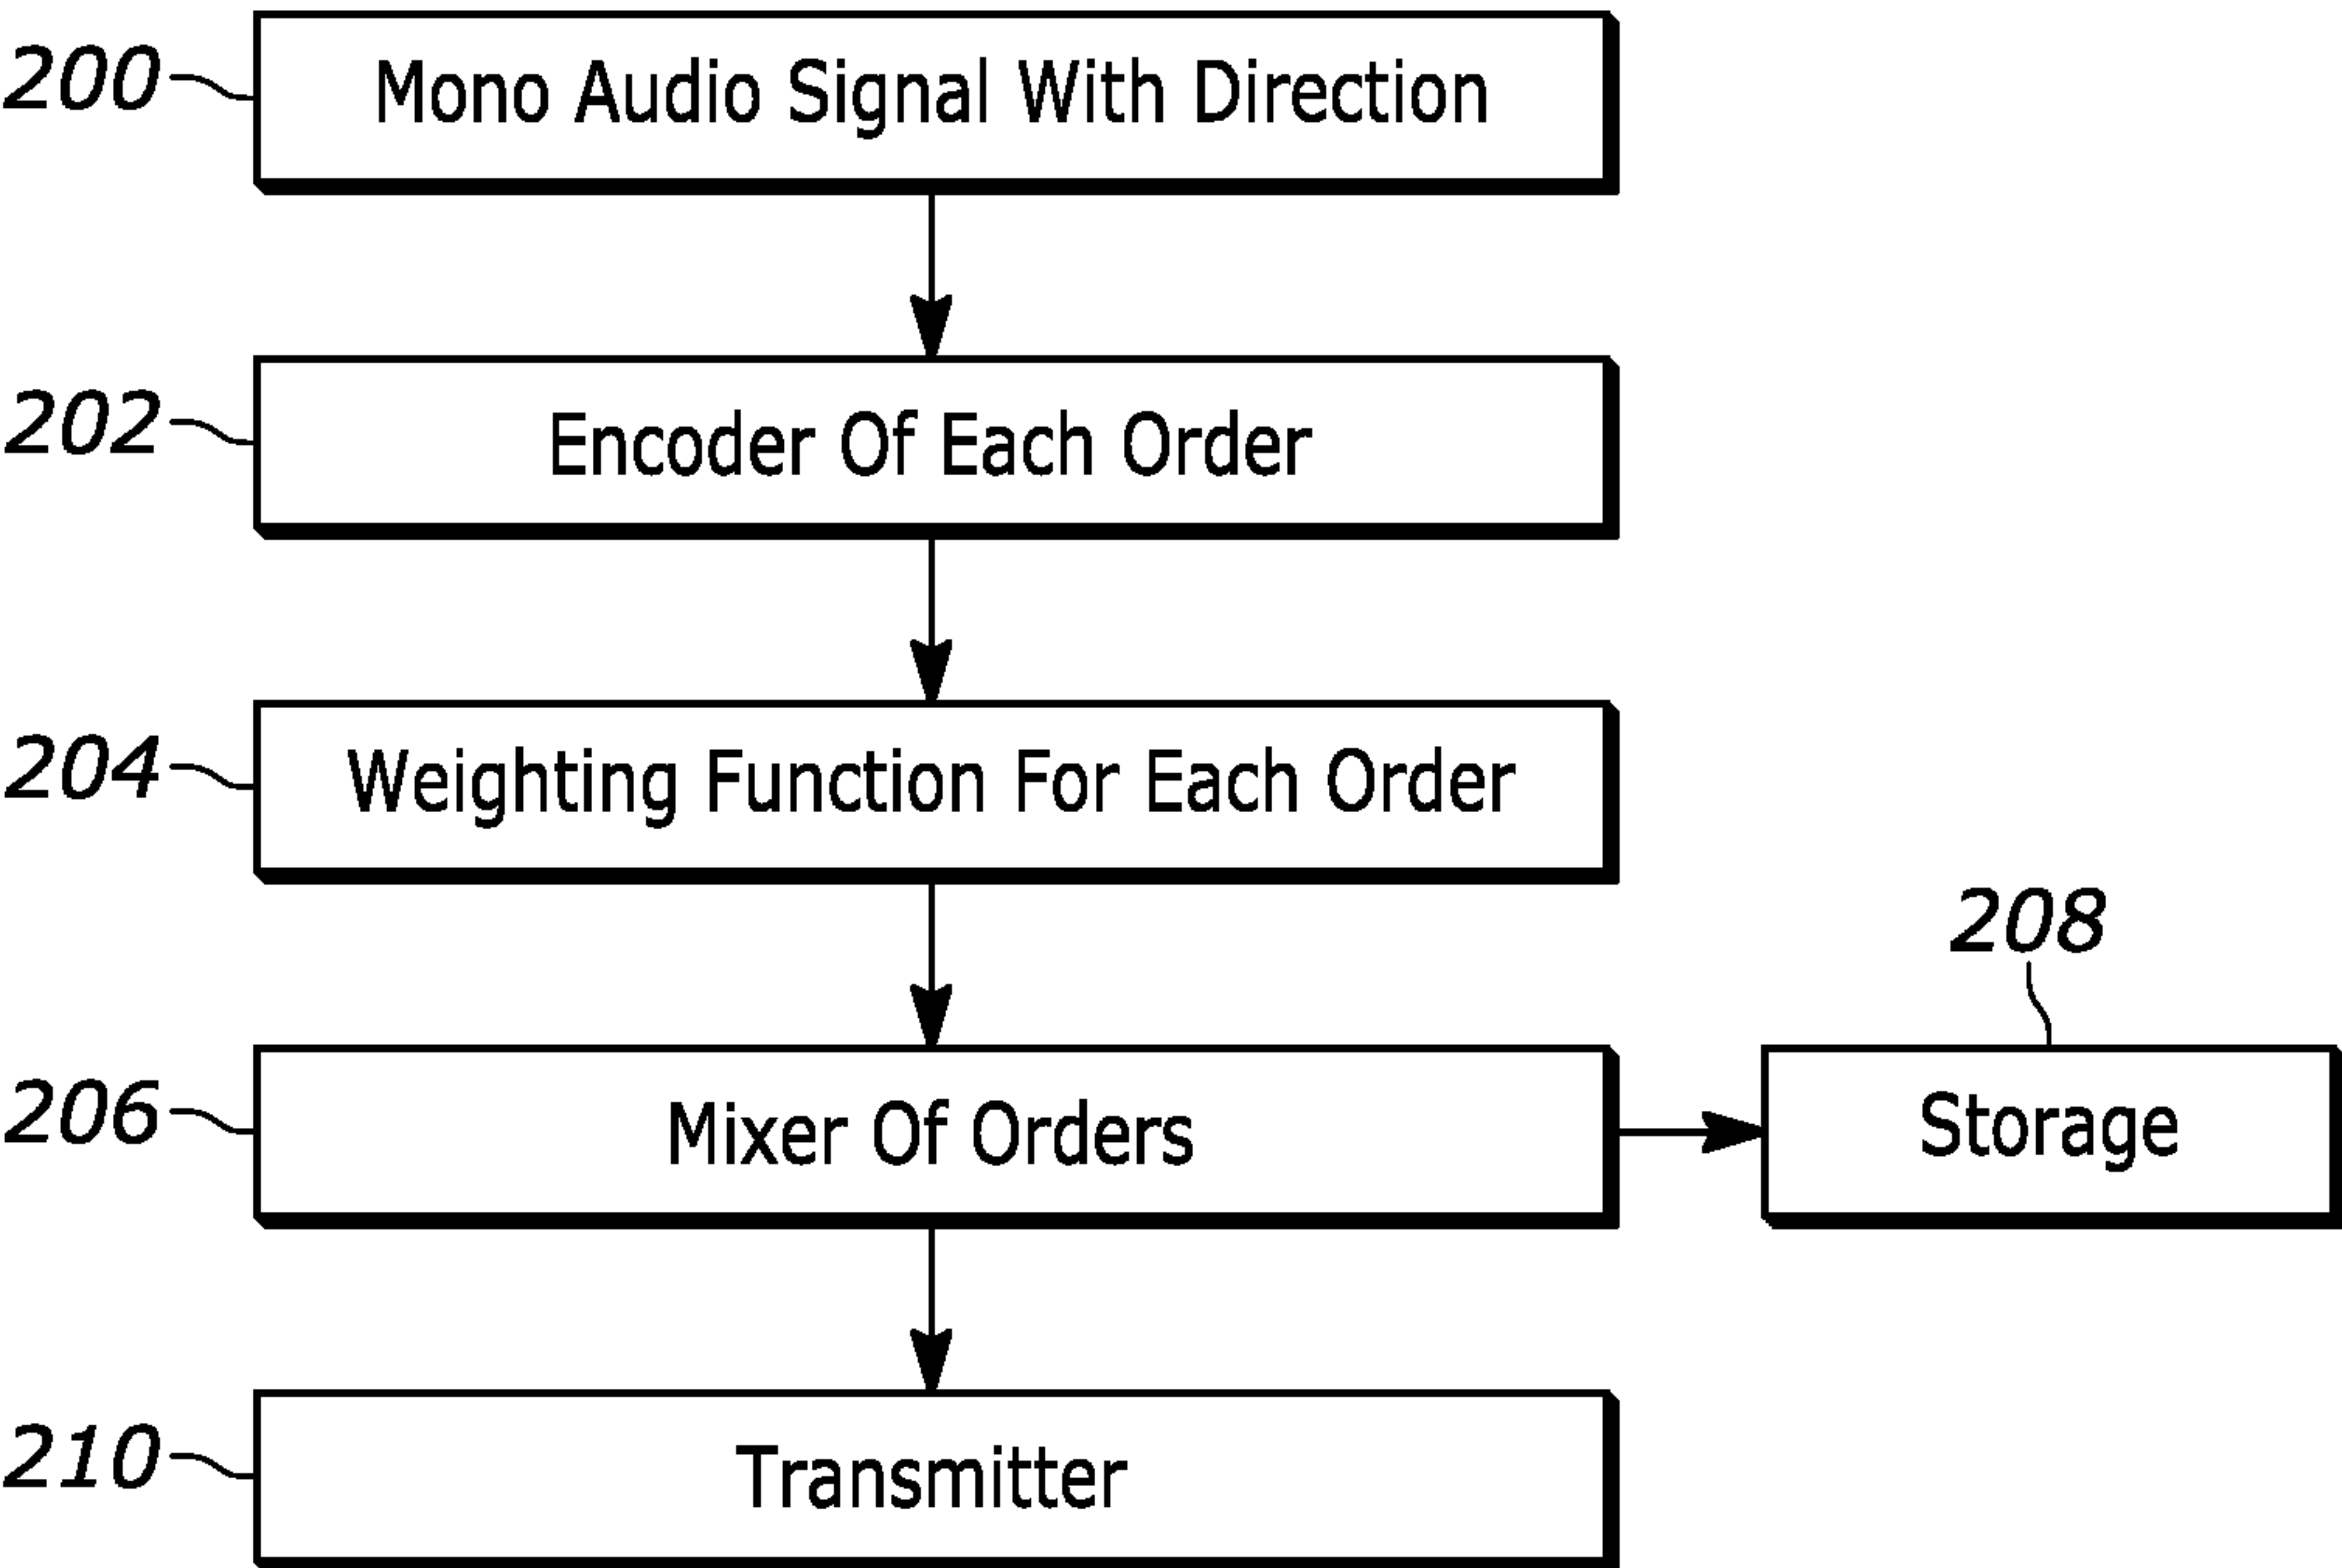 200
Mono Audio Signal With Direction
202
Encoder Of Each Order
204
Weighting Function For Each Order
206
Mixer Of Orders
208
Storage
210
Transmitter